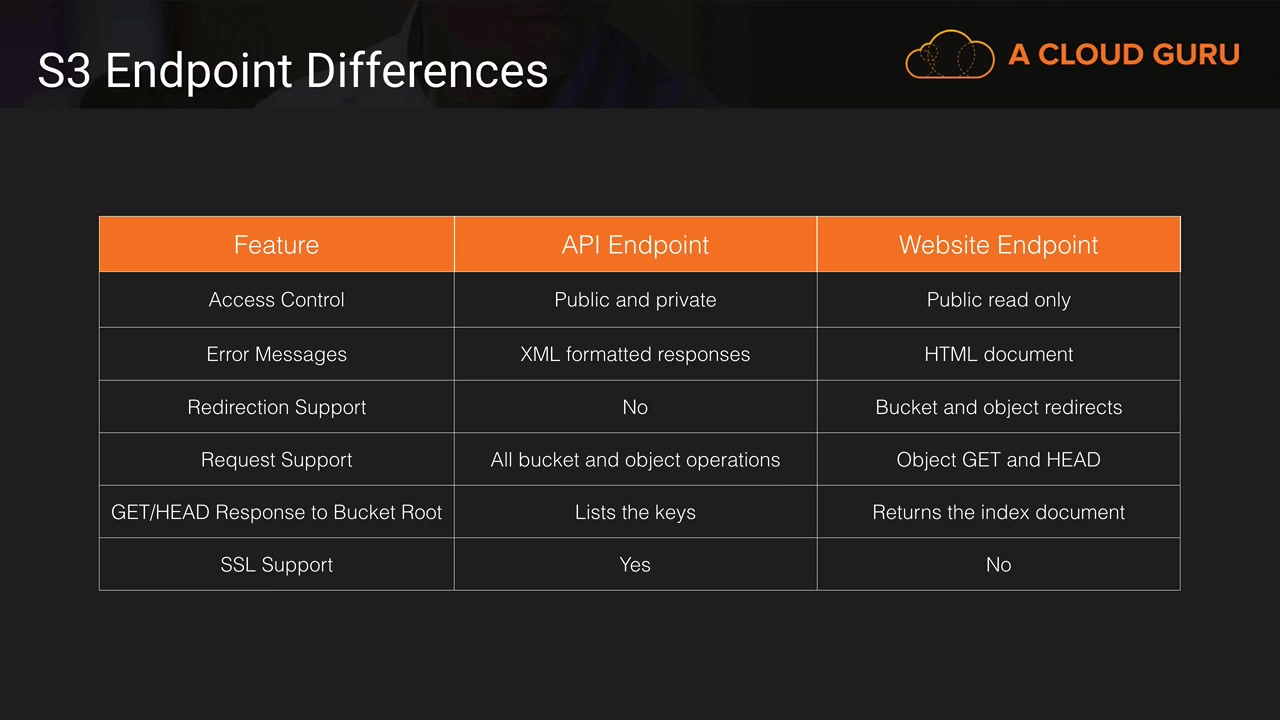 S3 Endpoint Differences
A CLOUD GURU
Feature API Endpoint Website Endpoint
Access Control Public and private Public read only
Error Messages XML formatted responses HTML document
Redirection Support No Bucket and object redirects
Request Support All bucket and object operations Object GET and HEAD
GET/HEAD Response to Bucket Root Lists the keys Returns the index document
SSL Support Yes No